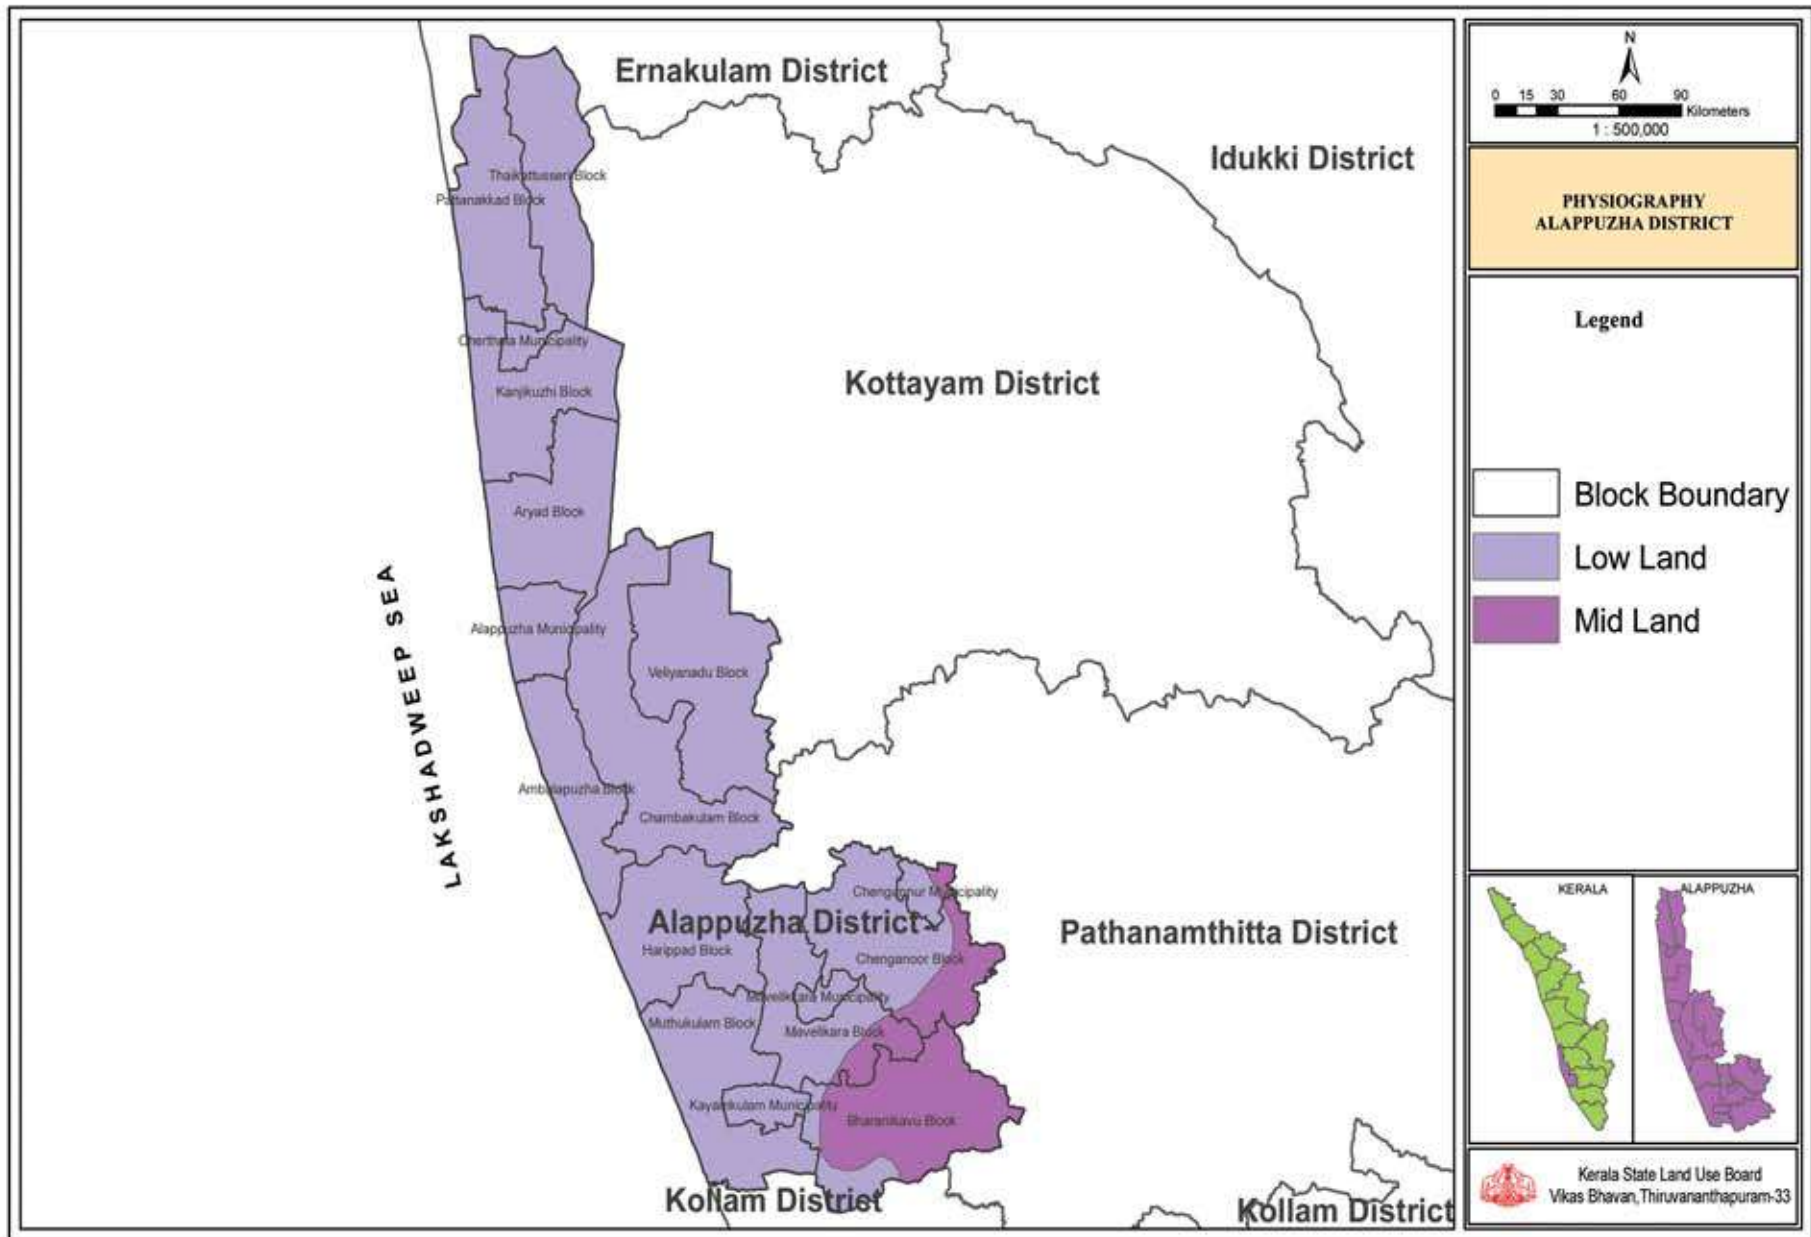 Ernakulam District
Idukki District
Thaikattusseri Block
Pattanakkad Block
Cherthala Municipality
Kottayam District
Kanjikuzhi Block
Aryad Block
LAKSHADWEEP SEA
Alappuzha Municipality
Veliyanadu Block
Ambalapuzha Block
Chambakulam Block
Chengannur Municipality
Alappuzha District
Pathanamthitta District
Harippad Block
Chenganoor Block
Mavelikkara Municipality
Muthukulam Block
Mavelikara Block
Kayamkulam Municipality
Bharanikavu Block
Kollam District
Kollam District
N
0 15 30 60 90
Kilometers
1 : 500,000
PHYSIOGRAPHY
ALAPPUZHA DISTRICT
Legend
Block Boundary
Low Land
Mid Land
KERALA
ALAPPUZHA
Kerala State Land Use Board
Vikas Bhavan,Thiruvananthapuram-33